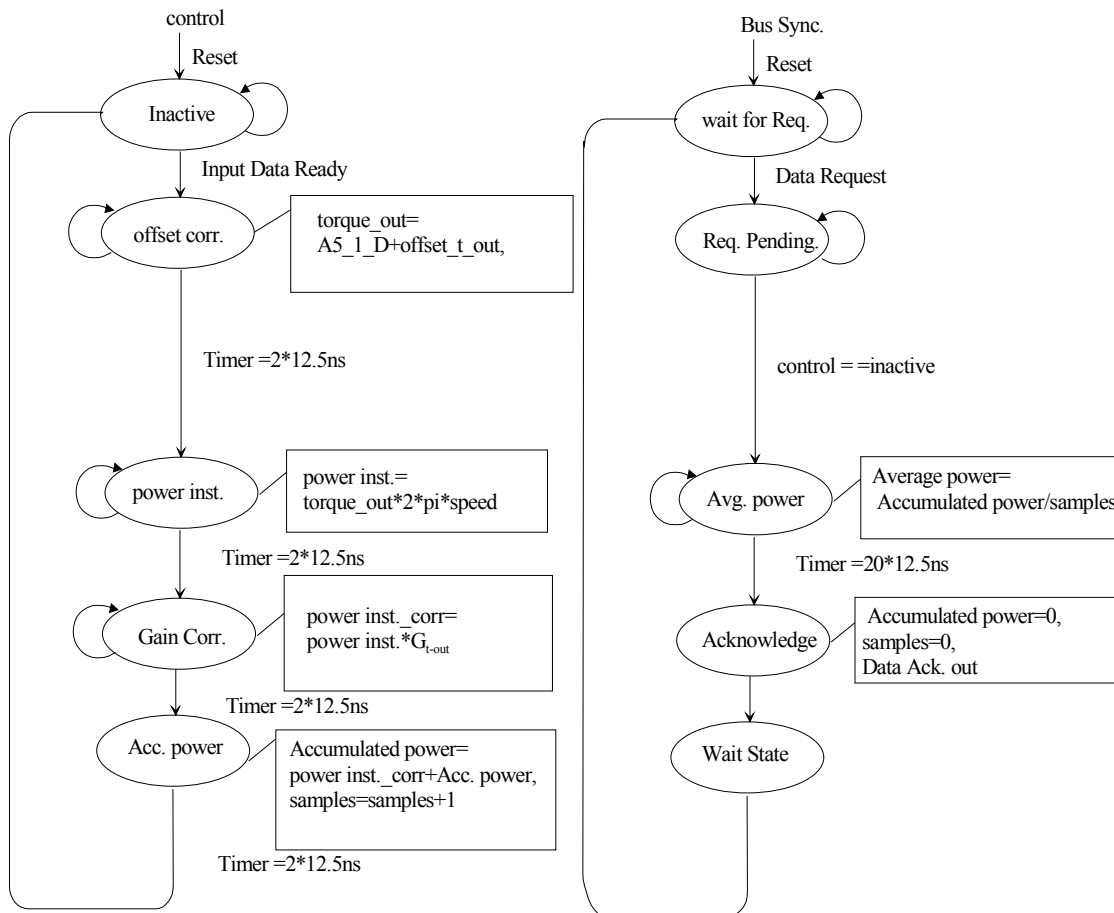 control
Reset
Inactive
Input Data Ready
offset corr.
torque_out=
A5_1_D+offset_t_out,
Timer =2*12.5ns
power inst.
power inst.=
torque_out*2*pi*speed
Timer =2*12.5ns
Gain Corr.
power inst._corr=
power inst.*Gt-out
Timer =2*12.5ns
Acc. power
Accumulated power=
power inst._corr+Acc. power,
samples=samples+1
Timer =2*12.5ns
Bus Sync.
Reset
wait for Req.
Data Request
Req. Pending.
control = =inactive
Avg. power
Average power=
Accumulated power/samples
Timer =20*12.5ns
Acknowledge
Accumulated power=0,
samples=0,
Data Ack. out
Wait State